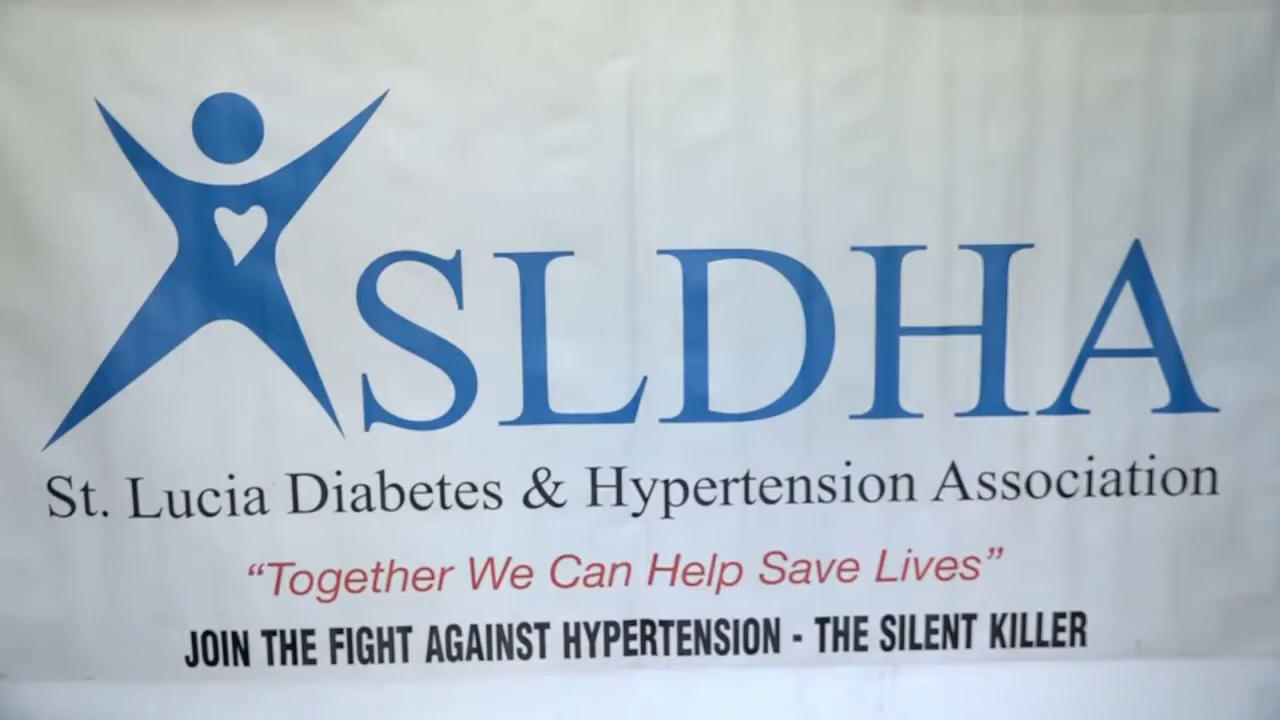 SLDHA
St. Lucia Diabetes & Hypertension Association
“Together We Can Help Save Lives”
JOIN THE FIGHT AGAINST HYPERTENSION - THE SILENT KILLER